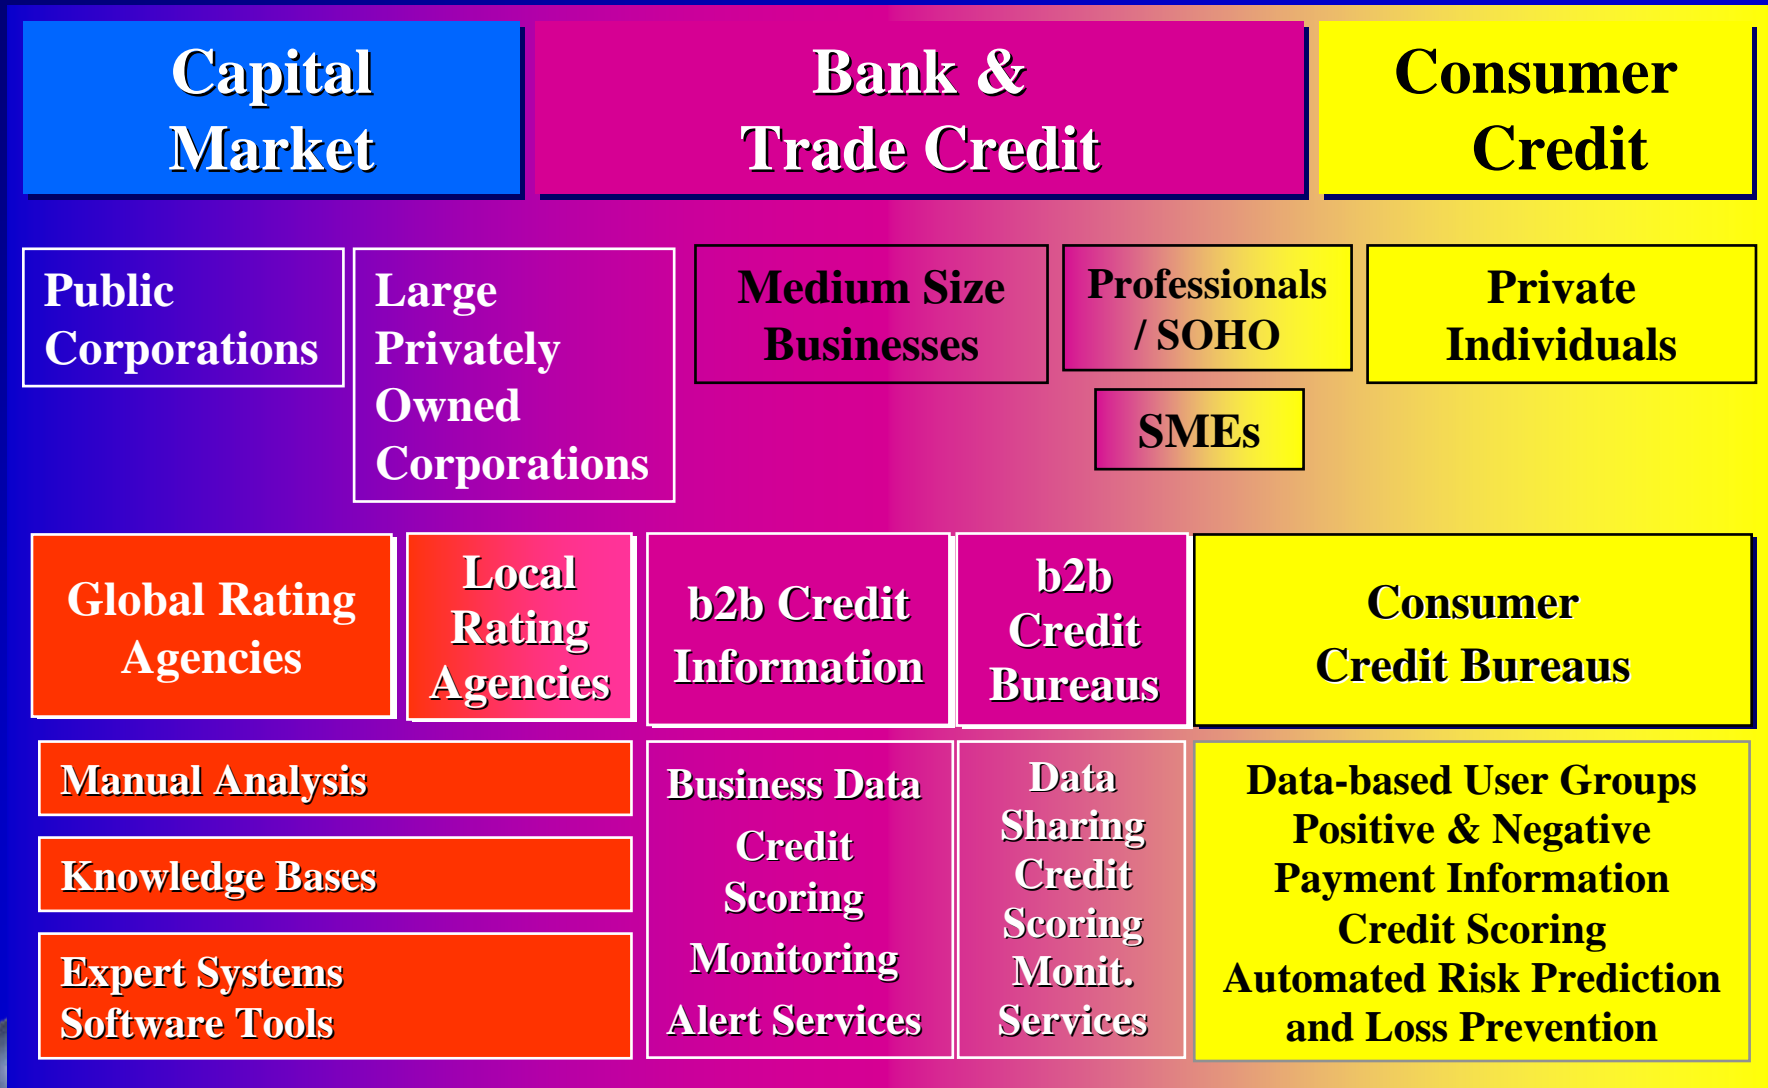 Capital
Market
Bank &
Trade Credit
Consumer
Credit
Public
Corporations
Large
Privately
Owned
Corporations
Medium Size
Businesses
Professionals
/ SOHO
SMEs
Private
Individuals
Global Rating
Agencies
Local
Rating
Agencies
b2b Credit
Information
b2b
Credit
Bureaus
Consumer
Credit Bureaus
Manual Analysis
Knowledge Bases
Expert Systems
Software Tools
Business Data
Credit
Scoring
Monitoring
Alert Services
Data
Sharing
Credit
Scoring
Monit.
Services
Data-based User Groups
Positive & Negative
Payment Information
Credit Scoring
Automated Risk Prediction
and Loss Prevention